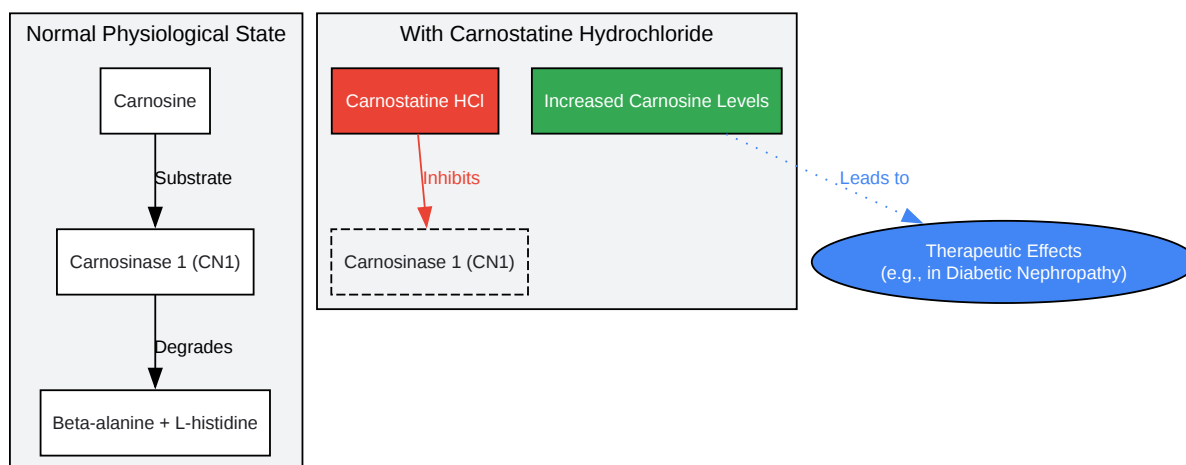 Normal Physiological State
Carnosine
Substrate
Carnosinase 1 (CN1)
Degrades
Beta-alanine + L-histidine
With Carnostatine Hydrochloride
Carnostatine HCl
Increased Carnosine Levels
Inhibits
Leads to
Carnosinase 1 (CN1)
Therapeutic Effects
(e.g., in Diabetic Nephropathy)